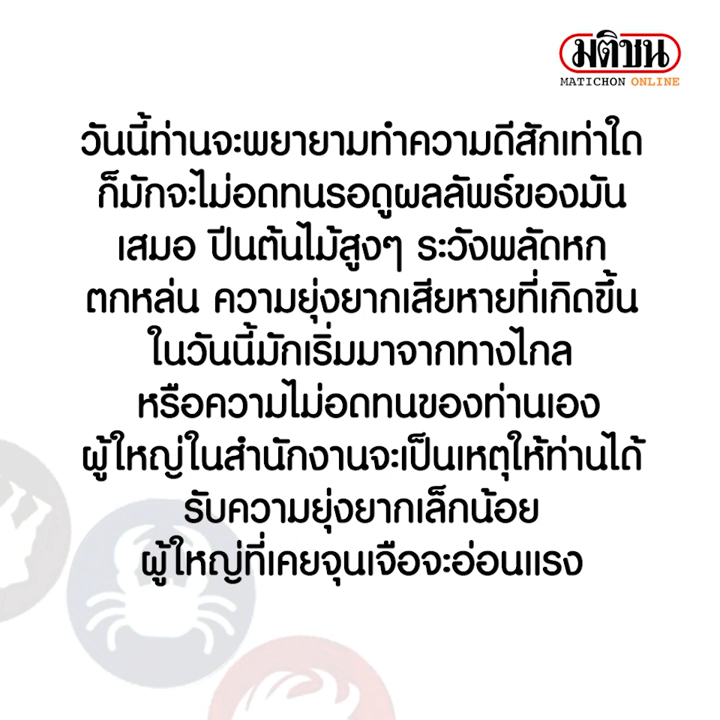 มติชน
MATICHON ONLINE
วันนี้ท่านจะพยายามทำความดีสักเท่าใด
ก็มักจะไม่อดทนรอดูผลลัพธ์ของมัน
เสมอ ปีนต้นไม้สูงๆ ระวังพลัดหก
ตกหล่น ความยุ่งยากเสียหายที่เกิดขึ้น
ในวันนี้มักเริ่มมาจากทางไกล
หรือความไม่อดทนของท่านเอง
ผู้ใหญ่ในสำนักงานจะเป็นเหตุให้ท่านได้
รับความยุ่งยากเล็กน้อย
ผู้ใหญ่ที่เคยจุนเจือจะอ่อนแรง